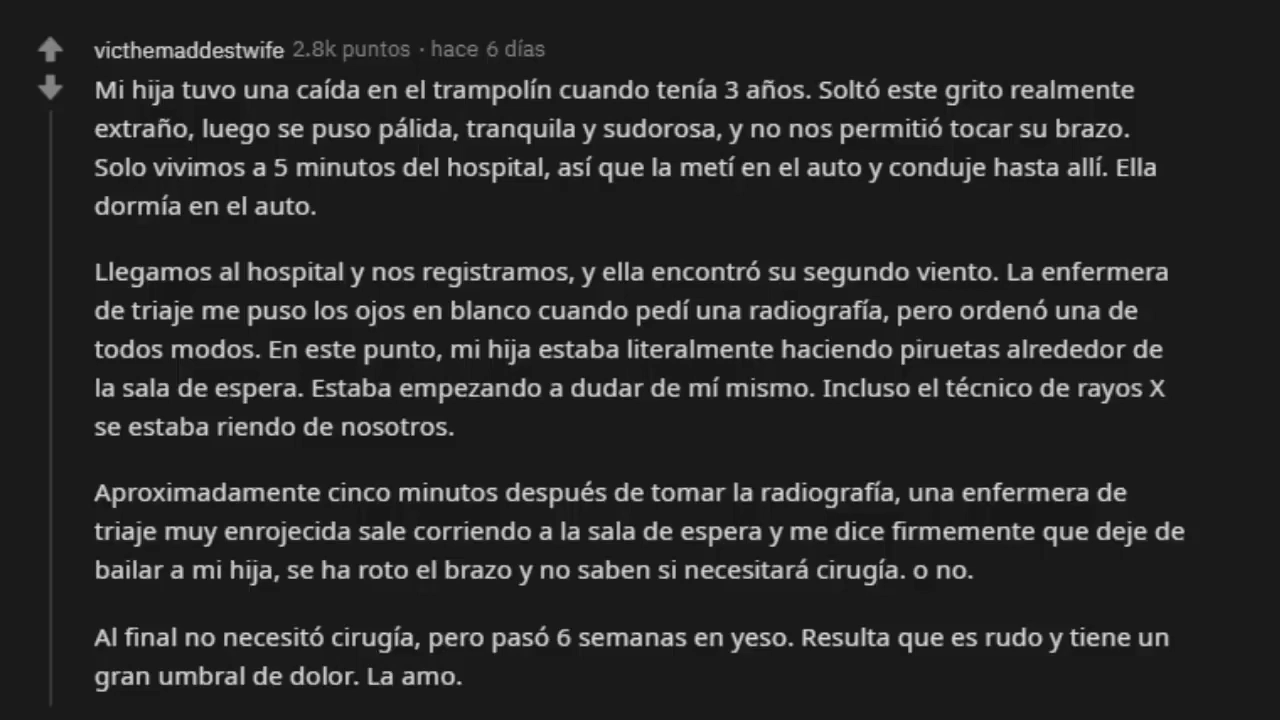 victhemaddestwife 2.8k puntos · hace 6 días
Mi hija tuvo una caída en el trampolín cuando tenía 3 años. Soltó este grito realmente
extraño, luego se puso pálida, tranquila y sudorosa, y no nos permitió tocar su brazo.
Solo vivimos a 5 minutos del hospital, así que la metí en el auto y conduje hasta allí. Ella
dormía en el auto.
Llegamos al hospital y nos registramos, y ella encontró su segundo viento. La enfermera
de triaje me puso los ojos en blanco cuando pedí una radiografía, pero ordenó una de
todos modos. En este punto, mi hija estaba literalmente haciendo piruetas alrededor de
la sala de espera. Estaba empezando a dudar de mí mismo. Incluso el técnico de rayos X
se estaba riendo de nosotros.
Aproximadamente cinco minutos después de tomar la radiografía, una enfermera de
triaje muy enrojecida sale corriendo a la sala de espera y me dice firmemente que deje de
bailar a mi hija, se ha roto el brazo y no saben si necesitará cirugía. o no.
Al final no necesitó cirugía, pero pasó 6 semanas en yeso. Resulta que es rudo y tiene un
gran umbral de dolor. La amo.